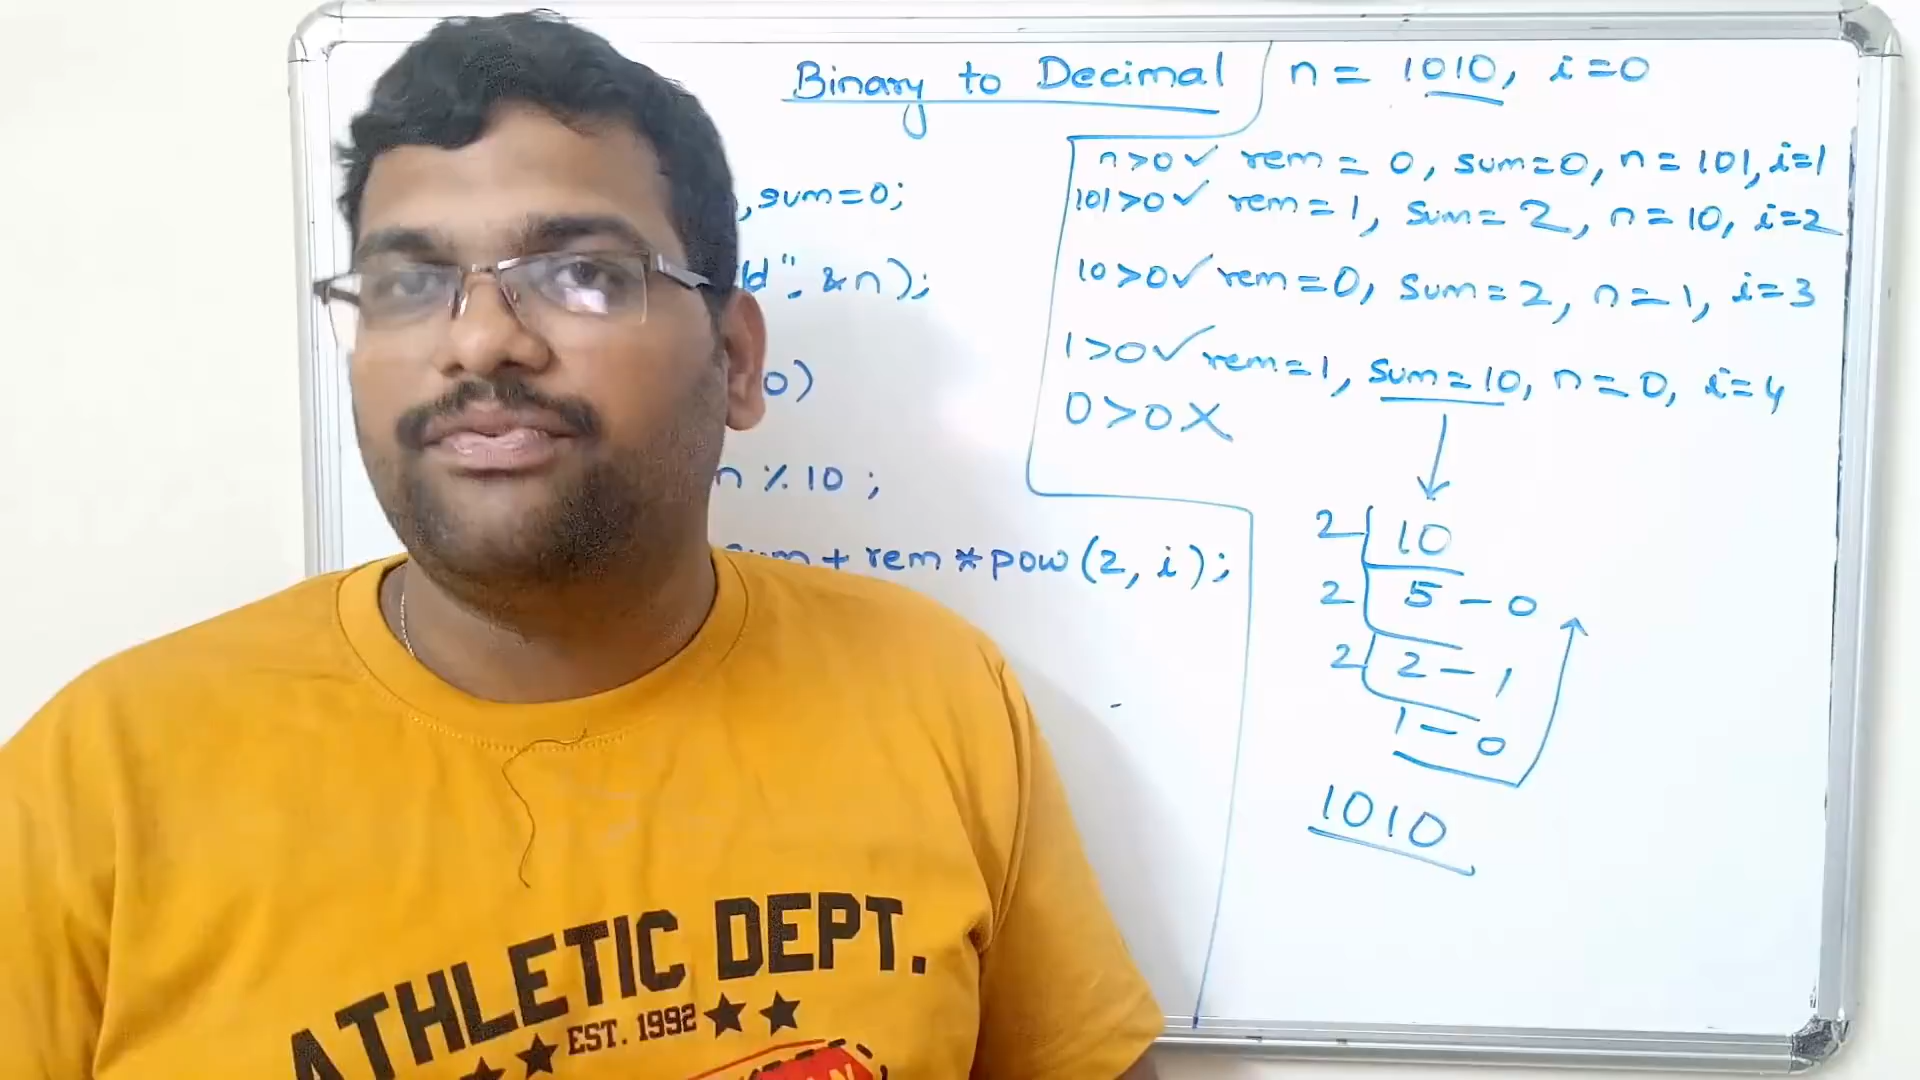 Binary to Decimal
n = 1010, i=0
,sum=0;
ld", &n);
0)
n % 10 ;
sum + rem * pow (2, i);
n>0✓ rem = 0, sum=0, n = 101, i=1
101>0✓ rem=1, sum=2, n=10, i=2
10>0✓ rem=0, sum=2, n=1, i=3
1>0✓ rem=1, sum=10, n=0, i=4
0>0 X
2 10
2 5 - 0
2 2 - 1
1 - 0
1010
ATHLETIC DEPT.
EST. 1992